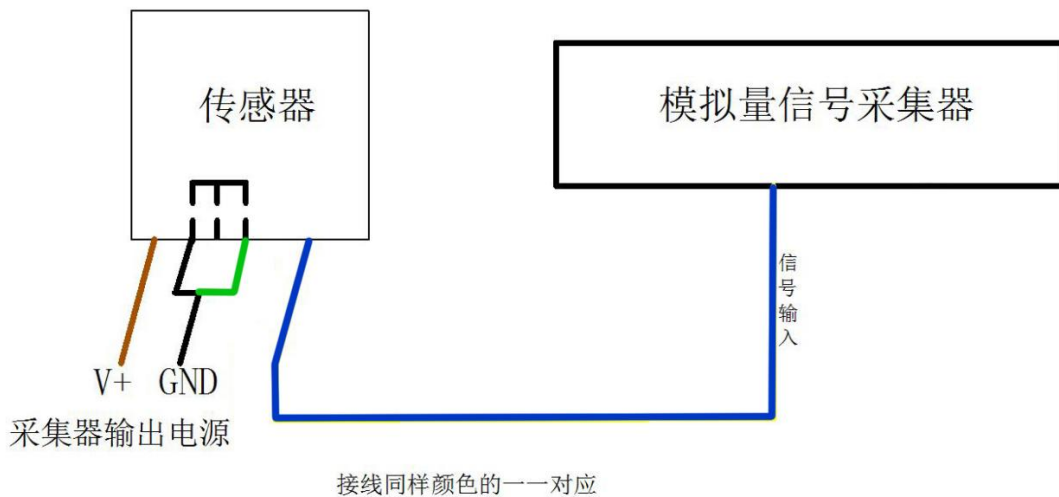 传感器
模拟量信号采集器
信号输入
V+ GND
采集器输出电源
接线同样颜色的一一对应